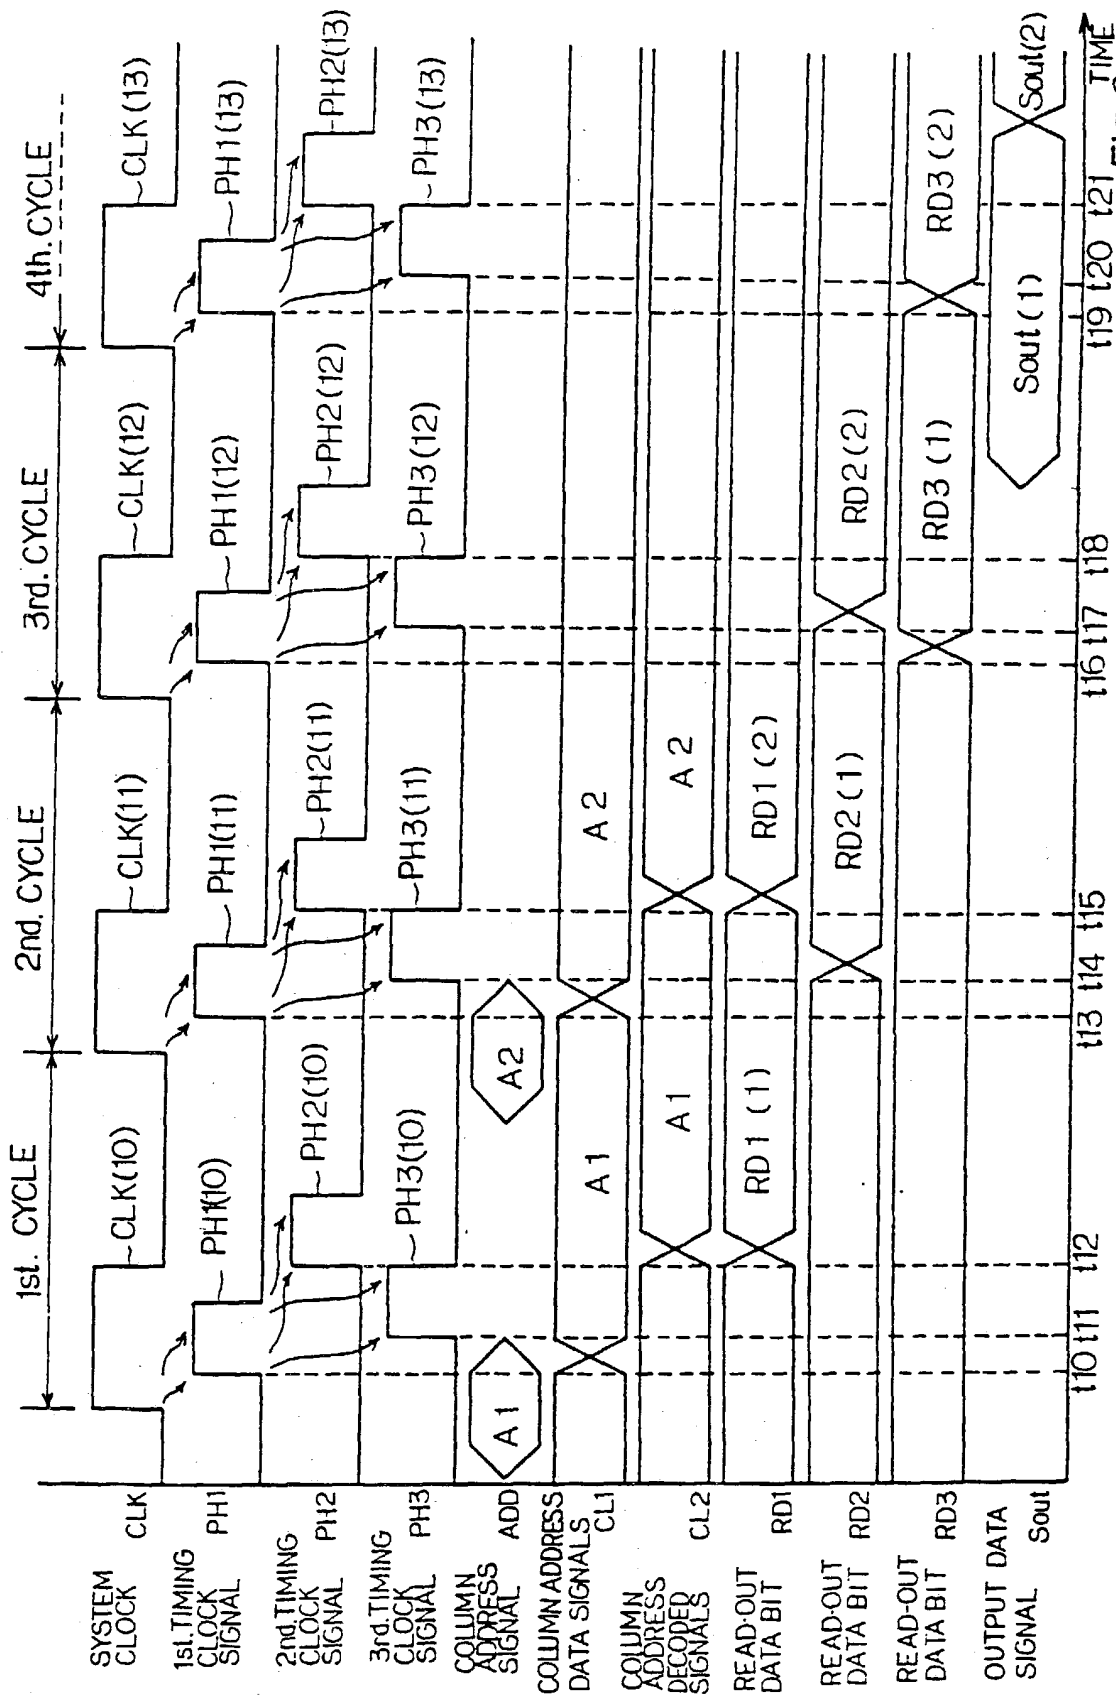 1st. CYCLE
2nd. CYCLE
3rd. CYCLE
4th. CYCLE
SYSTEM
CLOCK
CLK
CLK(10)
CLK(11)
CLK(12)
CLK(13)
1st. TIMING
CLOCK
SIGNAL
PH1
PH1(10)
PH1(11)
PH1(12)
PH1(13)
2nd. TIMING
CLOCK
SIGNAL
PH2
PH2(10)
PH2(11)
PH2(12)
PH2(13)
3rd. TIMING
CLOCK
SIGNAL
PH3
PH3(10)
PH3(11)
PH3(12)
PH3(13)
COLUMN
ADDRESS
SIGNAL
ADD
A1
A2
COLUMN ADDRESS
DATA SIGNALS
CL1
A1
A2
COLUMN
ADDRESS
DECODED
SIGNALS
CL2
A1
A2
READ-OUT
DATA BIT
RD1
RD1 (1)
RD1 (2)
READ-OUT
DATA BIT
RD2
RD2 (1)
RD2 (2)
READ-OUT
DATA BIT
RD3
RD3 (1)
RD3 (2)
OUTPUT DATA
SIGNAL
Sout
Sout (1)
Sout(2)
t10 t11 t12 t13 t14 t15 t16 t17 t18 t19 t20 t21 TIME